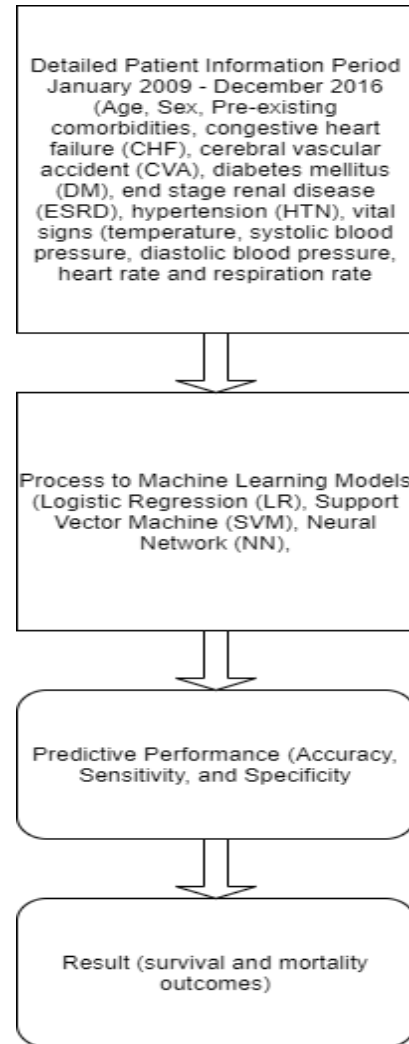 Detailed Patient Information Period
January 2009 - December 2016
(Age, Sex, Pre-existing
comorbidities, congestive heart
failure (CHF), cerebral vascular
accident (CVA), diabetes mellitus
(DM), end stage renal disease
(ESRD), hypertension (HTN), vital
signs (temperature, systolic blood
pressure, diastolic blood pressure,
heart rate and respiration rate
Process to Machine Learning Models
(Logistic Regression (LR), Support
Vector Machine (SVM), Neural
Network (NN),
Predictive Performance (Accuracy,
Sensitivity, and Specificity
Result (survival and mortality
outcomes)